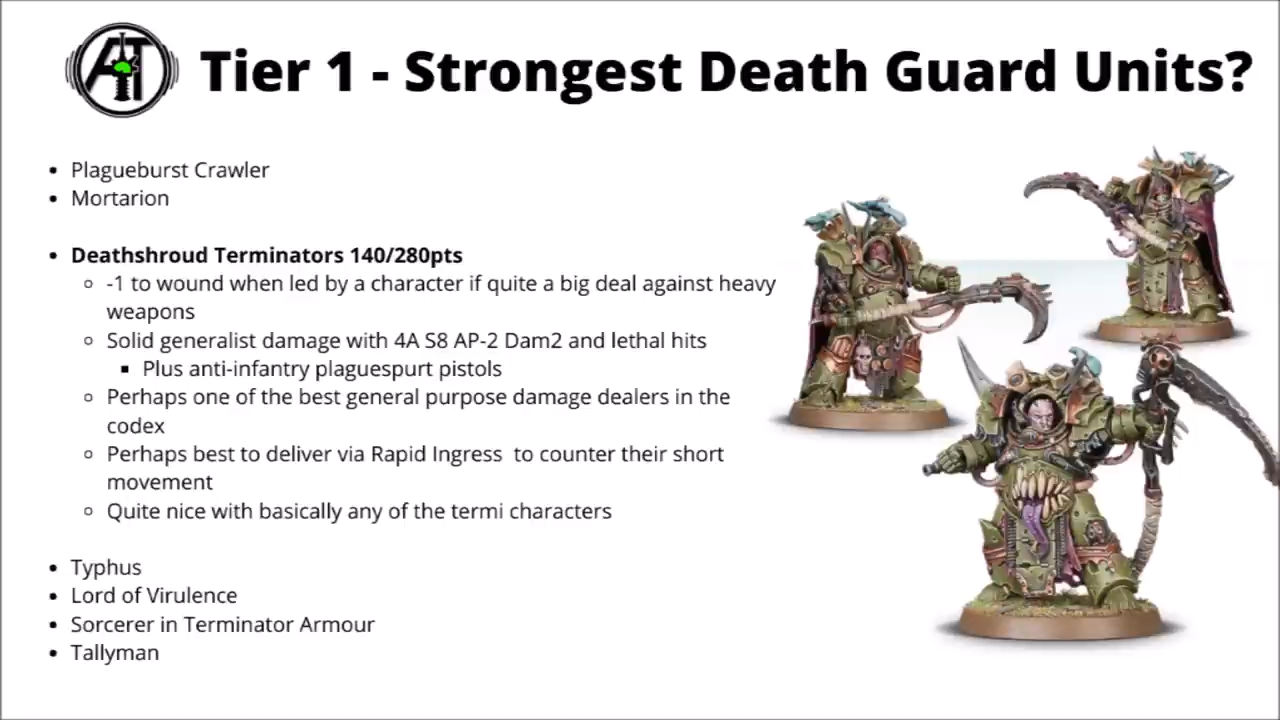 AT
Tier 1 - Strongest Death Guard Units?
• Plagueburst Crawler
• Mortarion
• Deathshroud Terminators 140/280pts
◦ -1 to wound when led by a character if quite a big deal against heavy
weapons
◦ Solid generalist damage with 4A S8 AP-2 Dam2 and lethal hits
▪ Plus anti-infantry plaguespurt pistols
◦ Perhaps one of the best general purpose damage dealers in the
codex
◦ Perhaps best to deliver via Rapid Ingress  to counter their short
movement
◦ Quite nice with basically any of the termi characters
• Typhus
• Lord of Virulence
• Sorcerer in Terminator Armour
• Tallyman